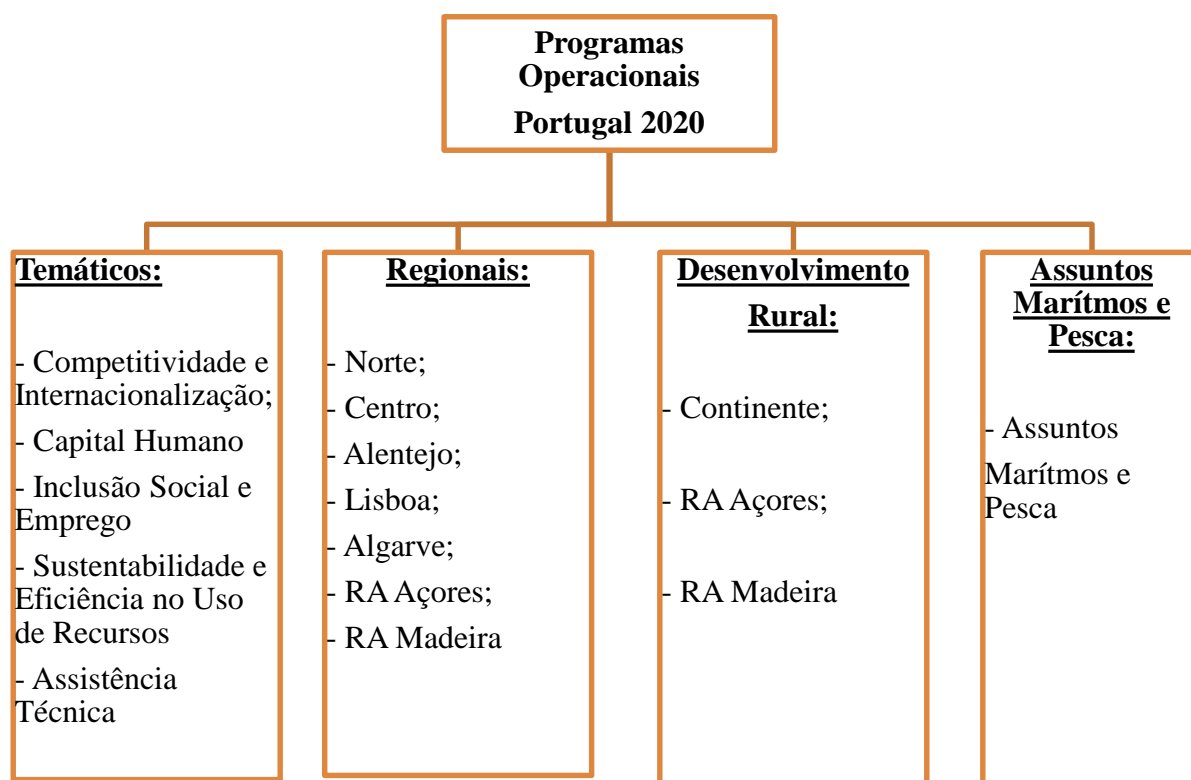 Programas
Operacionais
Portugal 2020
Temáticos:
- Competitividade e
Internacionalização;
- Capital Humano
- Inclusão Social e
Emprego
- Sustentabilidade e
Eficiência no Uso
de Recursos
- Assistência
Técnica
Regionais:
- Norte;
- Centro;
- Alentejo;
- Lisboa;
- Algarve;
- RA Açores;
- RA Madeira
Desenvolvimento
Rural:
- Continente;
- RA Açores;
- RA Madeira
Assuntos
Marítmos e
Pesca:
- Assuntos
Marítmos e
Pesca